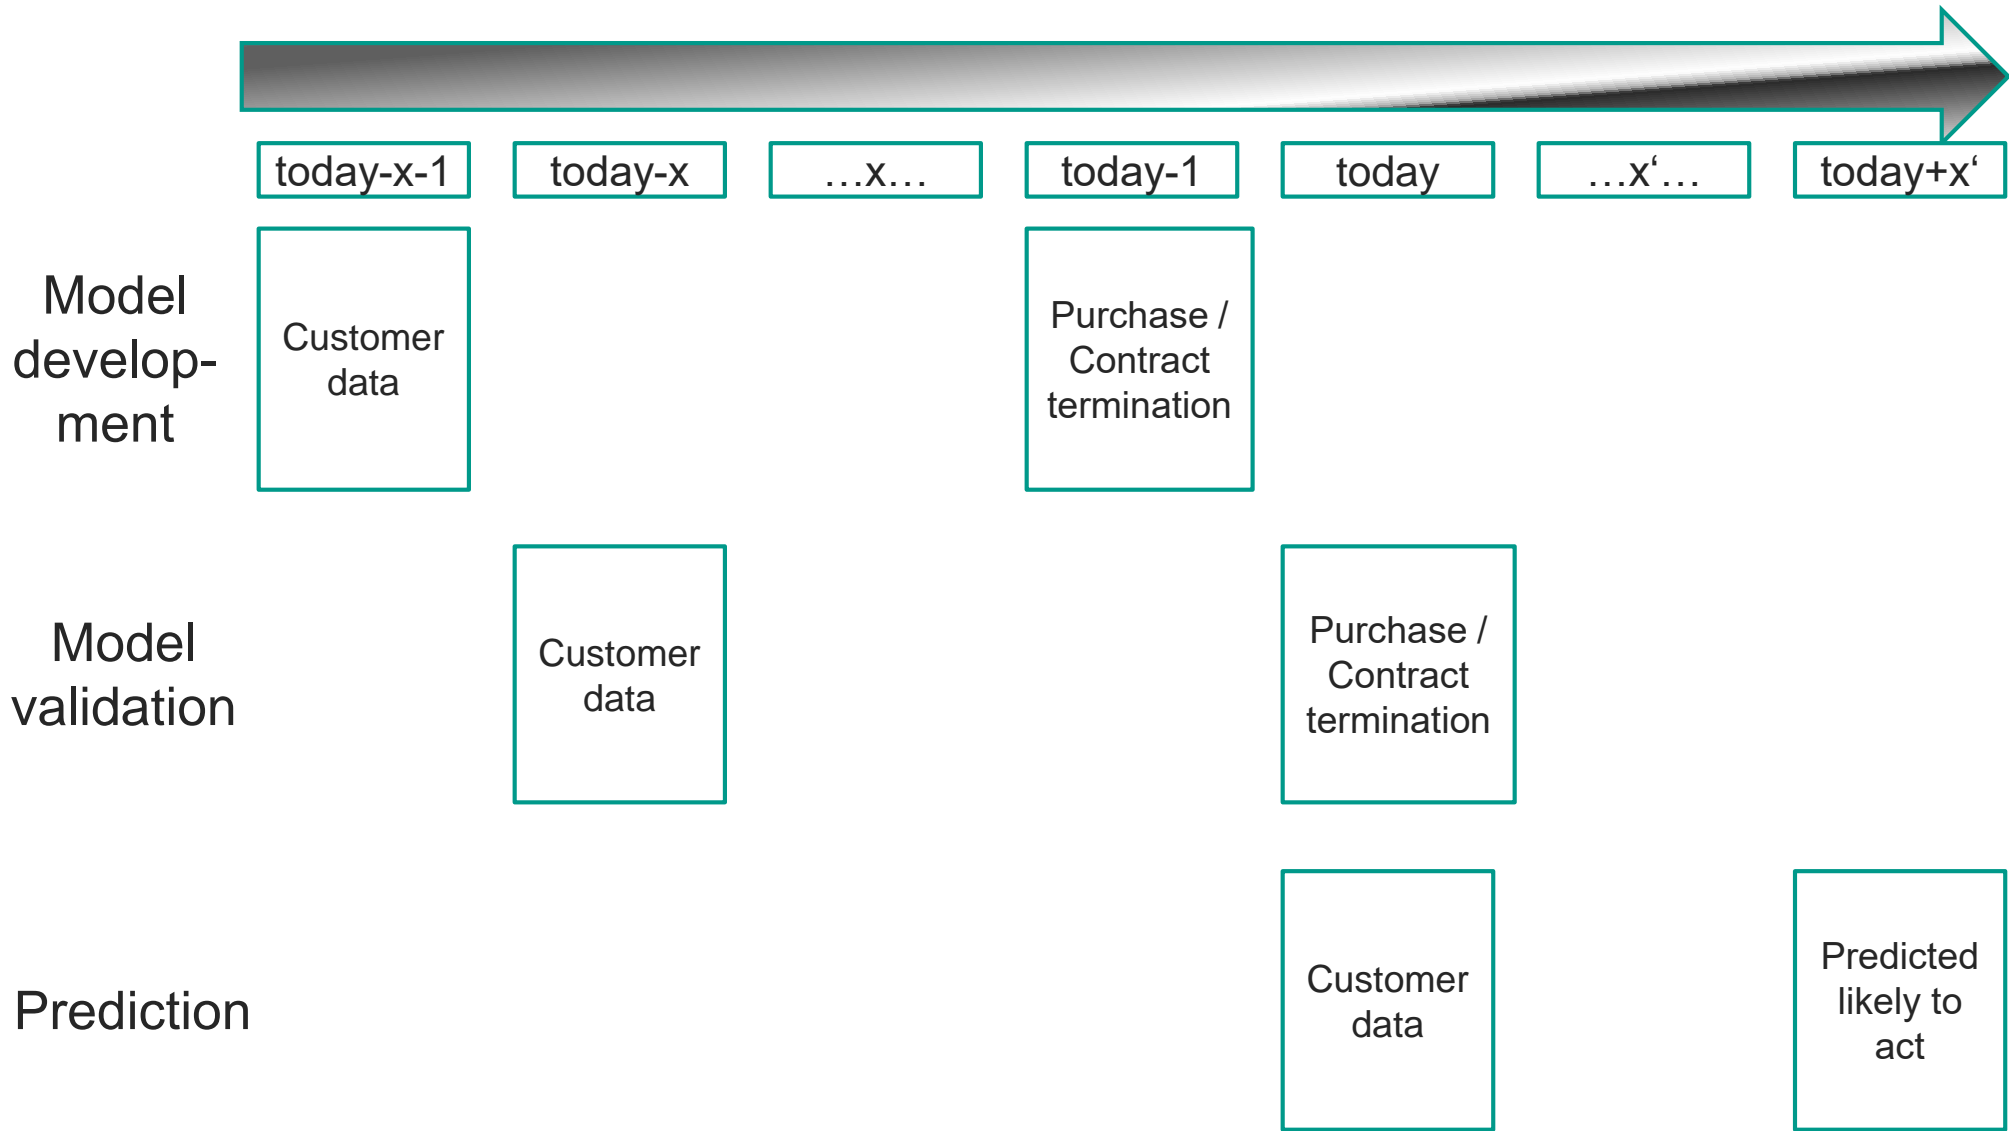 today-x-1
today-x
…x…
today-1
today
…x‘…
today+x‘
Model
develop-
ment
Customer
data
Purchase /
Contract
termination
Model
validation
Customer
data
Purchase /
Contract
termination
Prediction
Customer
data
Predicted
likely to
act